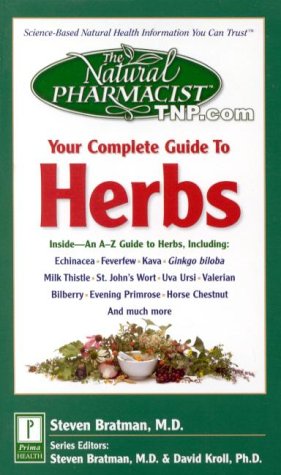 Science-Based Natural Health Information You Can Trust™
The
Natural
PHARMACIST™
TNP.com
Your Complete Guide To
Herbs
Inside—An A–Z Guide to Herbs, Including:
Echinacea • Feverfew • Kava • Ginkgo biloba
Milk Thistle • St. John's Wort • Uva Ursi • Valerian
Bilberry • Evening Primrose • Horse Chestnut
And much more
P
Prima
HEALTH
Steven Bratman, M.D.
Series Editors:
Steven Bratman, M.D. & David Kroll, Ph.D.